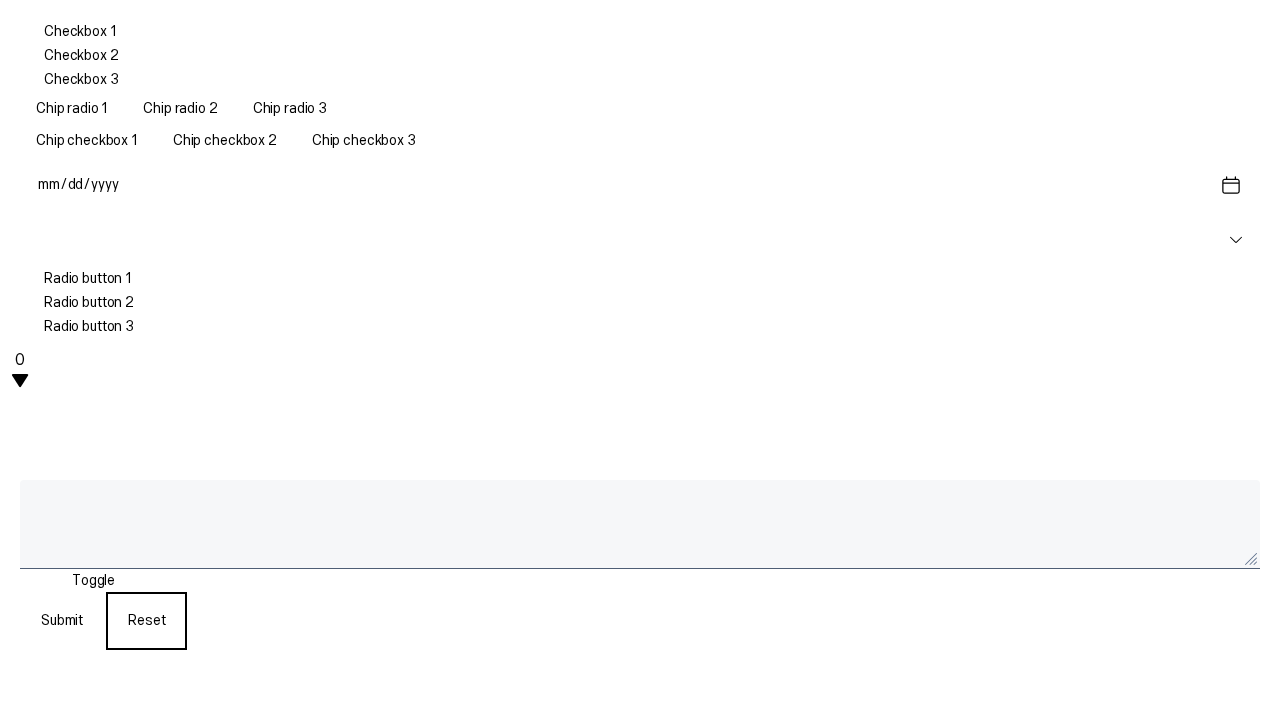 Checkbox 1
Checkbox 2
Checkbox 3
Chip radio 1 Chip radio 2 Chip radio 3
Chip checkbox 1 Chip checkbox 2 Chip checkbox 3
mm/dd/yyyy
Radio button 1
Radio button 2
Radio button 3
0
Toggle
Submit Reset